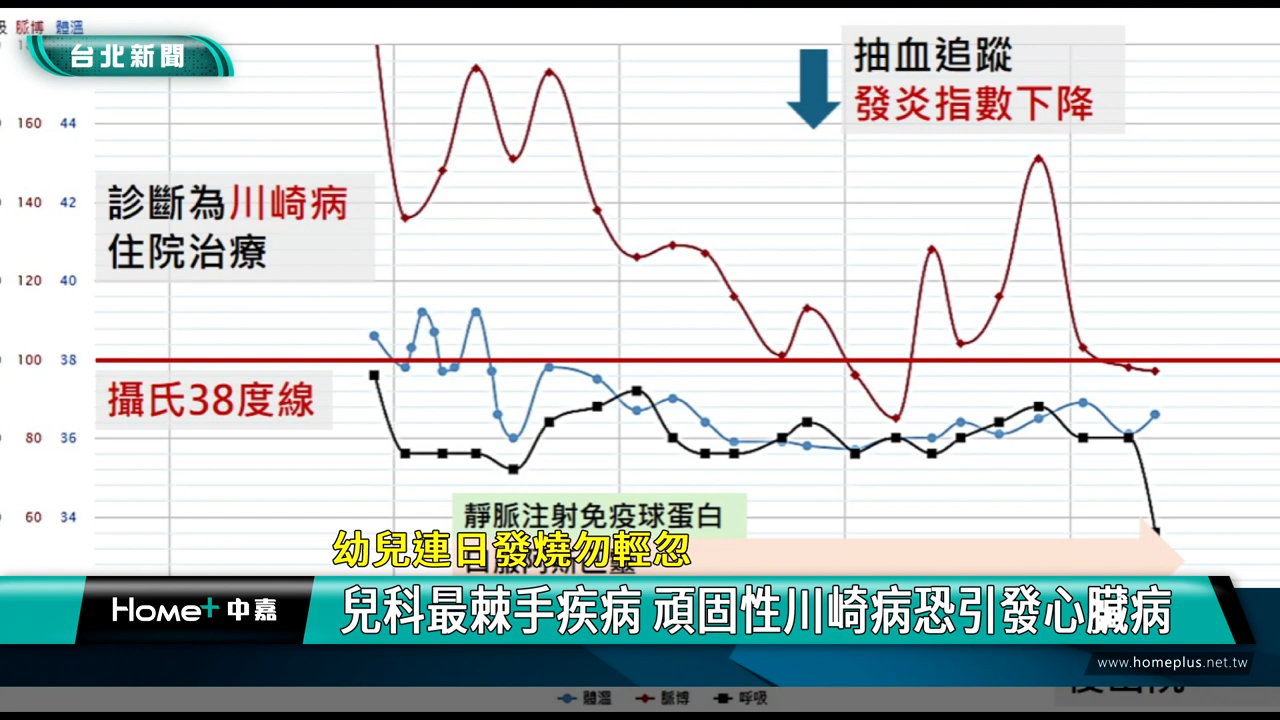 脈搏 體溫
台北新聞
抽血追蹤
發炎指數下降
160 44
診斷為川崎病
住院治療
140 42
120 40
100 38
攝氏38度線
80 36
60 34
靜脈注射免疫球蛋白
幼兒連日發燒勿輕忽
Home+中嘉
兒科最棘手疾病 頑固性川崎病恐引發心臟病
www.homeplus.net.tw
體溫 脈搏 呼吸